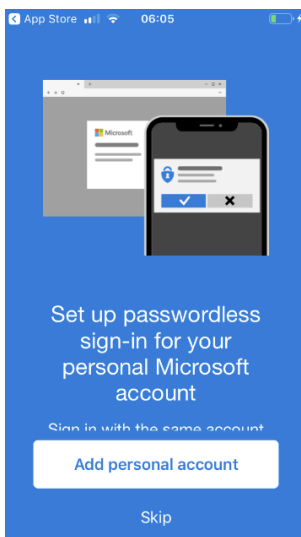 App Store 06:05
Microsoft
Set up passwordless
sign-in for your
personal Microsoft
account
Sign in with the same account
Add personal account
Skip